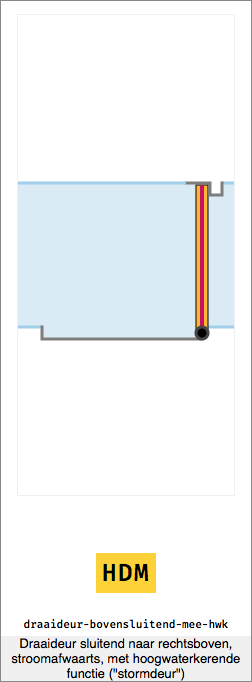 HDM
draaideur-bovensluitend-mee-hwk
Draaideur sluitend naar rechtsboven,
stroomafwaarts, met hoogwaterkerende
functie ("stormdeur")